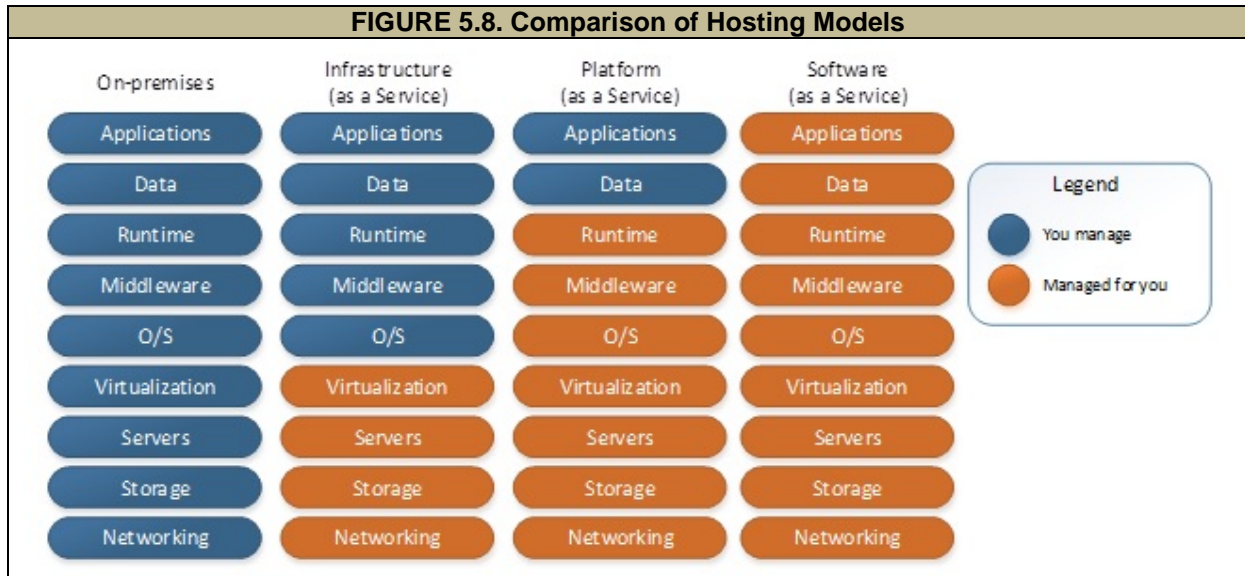 FIGURE 5.8. Comparison of Hosting Models
On-premises
Infrastructure
(as a Service)
Platform
(as a Service)
Software
(as a Service)
Applications
Applications
Applications
Applications
Data
Data
Data
Data
Legend
Runtime
Runtime
Runtime
Runtime
You manage
Middleware
Middleware
Middleware
Middleware
Managed for you
O/S
O/S
O/S
O/S
Virtualization
Virtualization
Virtualization
Virtualization
Servers
Servers
Servers
Servers
Storage
Storage
Storage
Storage
Networking
Networking
Networking
Networking